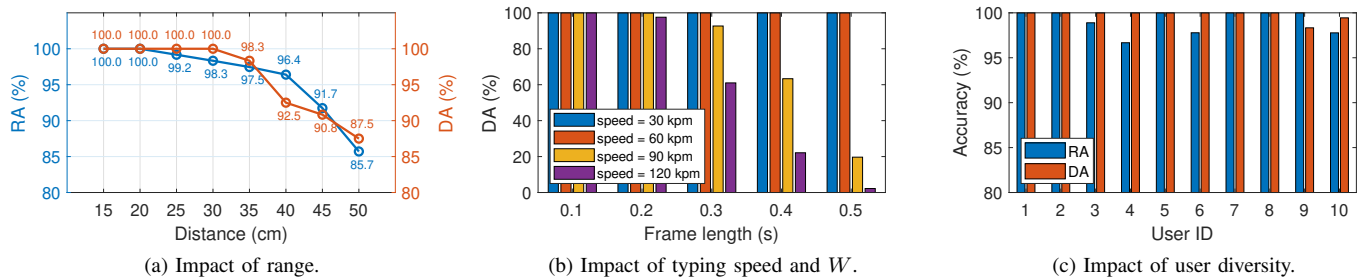 100.0 100.0 100.0 100.0
98.3
96.4
100.0 100.0
99.2
98.3
97.5
92.5
91.7
90.8
87.5
85.7
RA (%)
100
95
90
85
80
DA (%)
100
95
90
85
80
15 20 25 30 35 40 45 50
Distance (cm)
(a) Impact of range.
DA (%)
100
80
60
40
20
0
speed = 30 kpm
speed = 60 kpm
speed = 90 kpm
speed = 120 kpm
0.1 0.2 0.3 0.4 0.5
Frame length (s)
(b) Impact of typing speed and W.
Accuracy (%)
100
95
90
85
80
RA
DA
1 2 3 4 5 6 7 8 9 10
User ID
(c) Impact of user diversity.